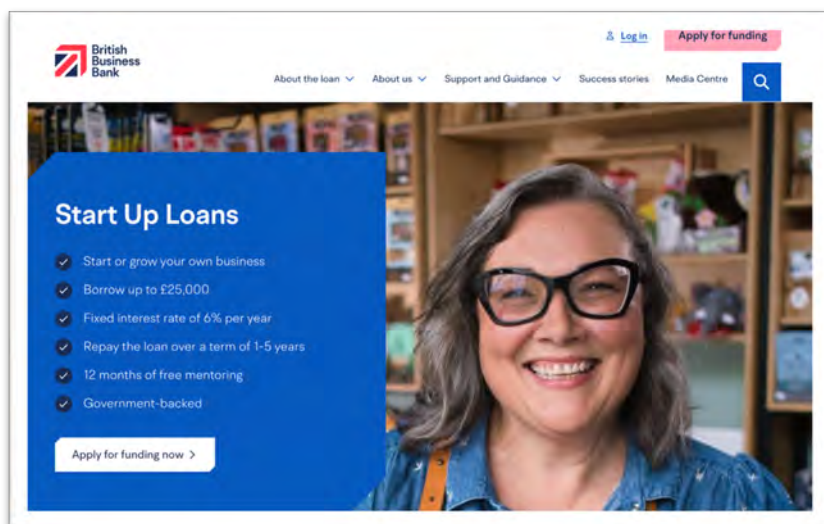 British
Business
Bank
Log in
Apply for funding
About the loan
About us
Support and Guidance
Success stories
Media Centre
Start Up Loans
Start or grow your own business
Borrow up to £25,000
Fixed interest rate of 6% per year
Repay the loan over a term of 1-5 years
12 months of free mentoring
Government-backed
Apply for funding now